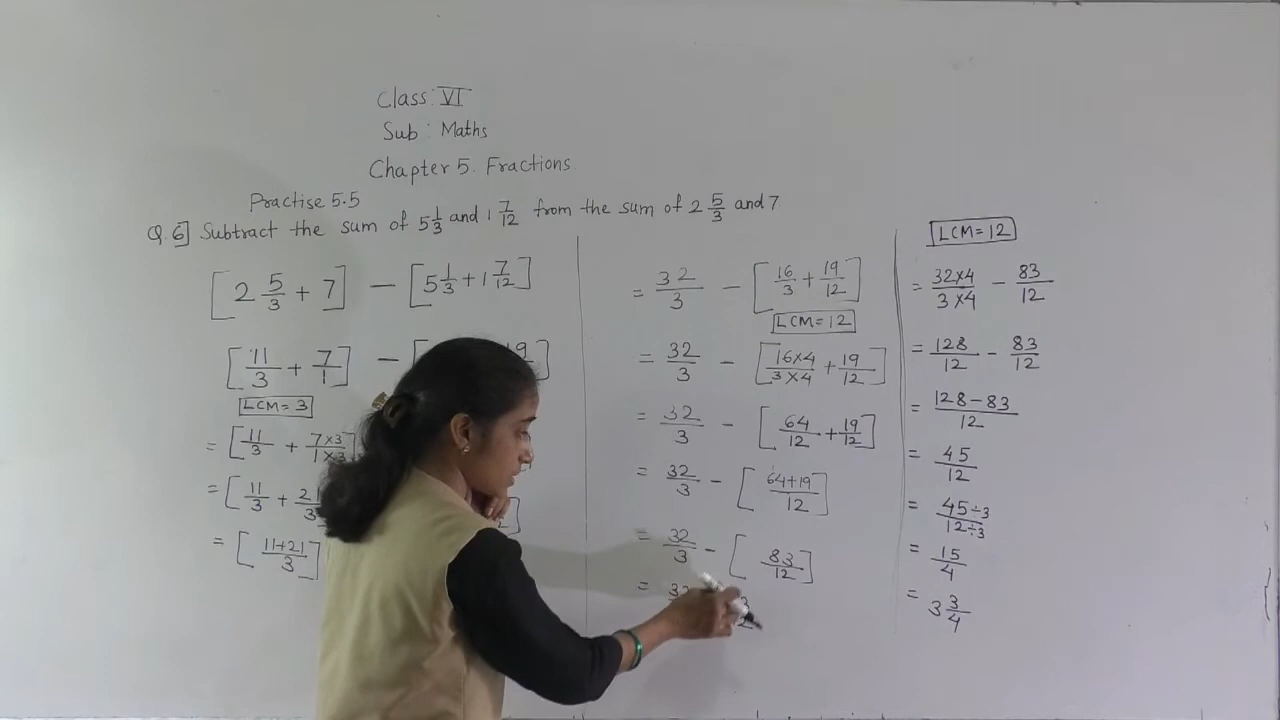 Class : VI
Sub : Maths
Chapter 5. Fractions.
Practise 5.5
Q.6] Subtract the sum of 5 1/3 and 1 7/12 from the sum of 2 5/3 and 7
[2 5/3 + 7] - [5 1/3 + 1 7/12]
[11/3 + 7/1] -
LCM = 3
= [11/3 + 7×3/1×3]
= [11/3 + 21/3
= [11+21/3]
= 32/3 - [16/3 + 19/12]
LCM = 12
= 32/3 - [16×4/3×4 + 19/12]
= 32/3 - [64/12 + 19/12]
= 32/3 - [64+19/12]
= 32/3 - [83/12]
= 32
LCM = 12
= 32×4/3×4 - 83/12
= 128/12 - 83/12
= 128-83/12
= 45/12
= 45÷3/12÷3
= 15/4
= 3 3/4